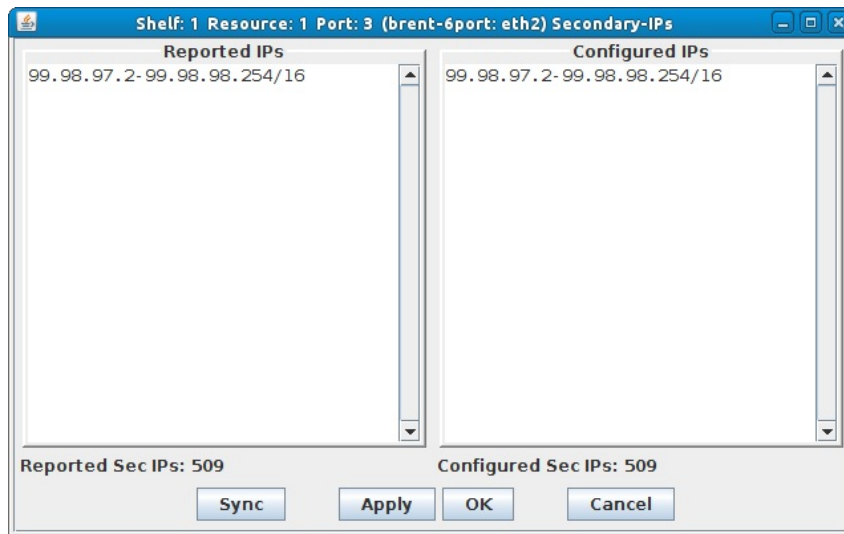 Shelf: 1 Resource: 1 Port: 3 (brent-6port: eth2) Secondary-IPs
Reported IPs
99.98.97.2-99.98.98.254/16
Configured IPs
99.98.97.2-99.98.98.254/16
Reported Sec IPs: 509
Configured Sec IPs: 509
Sync
Apply
OK
Cancel